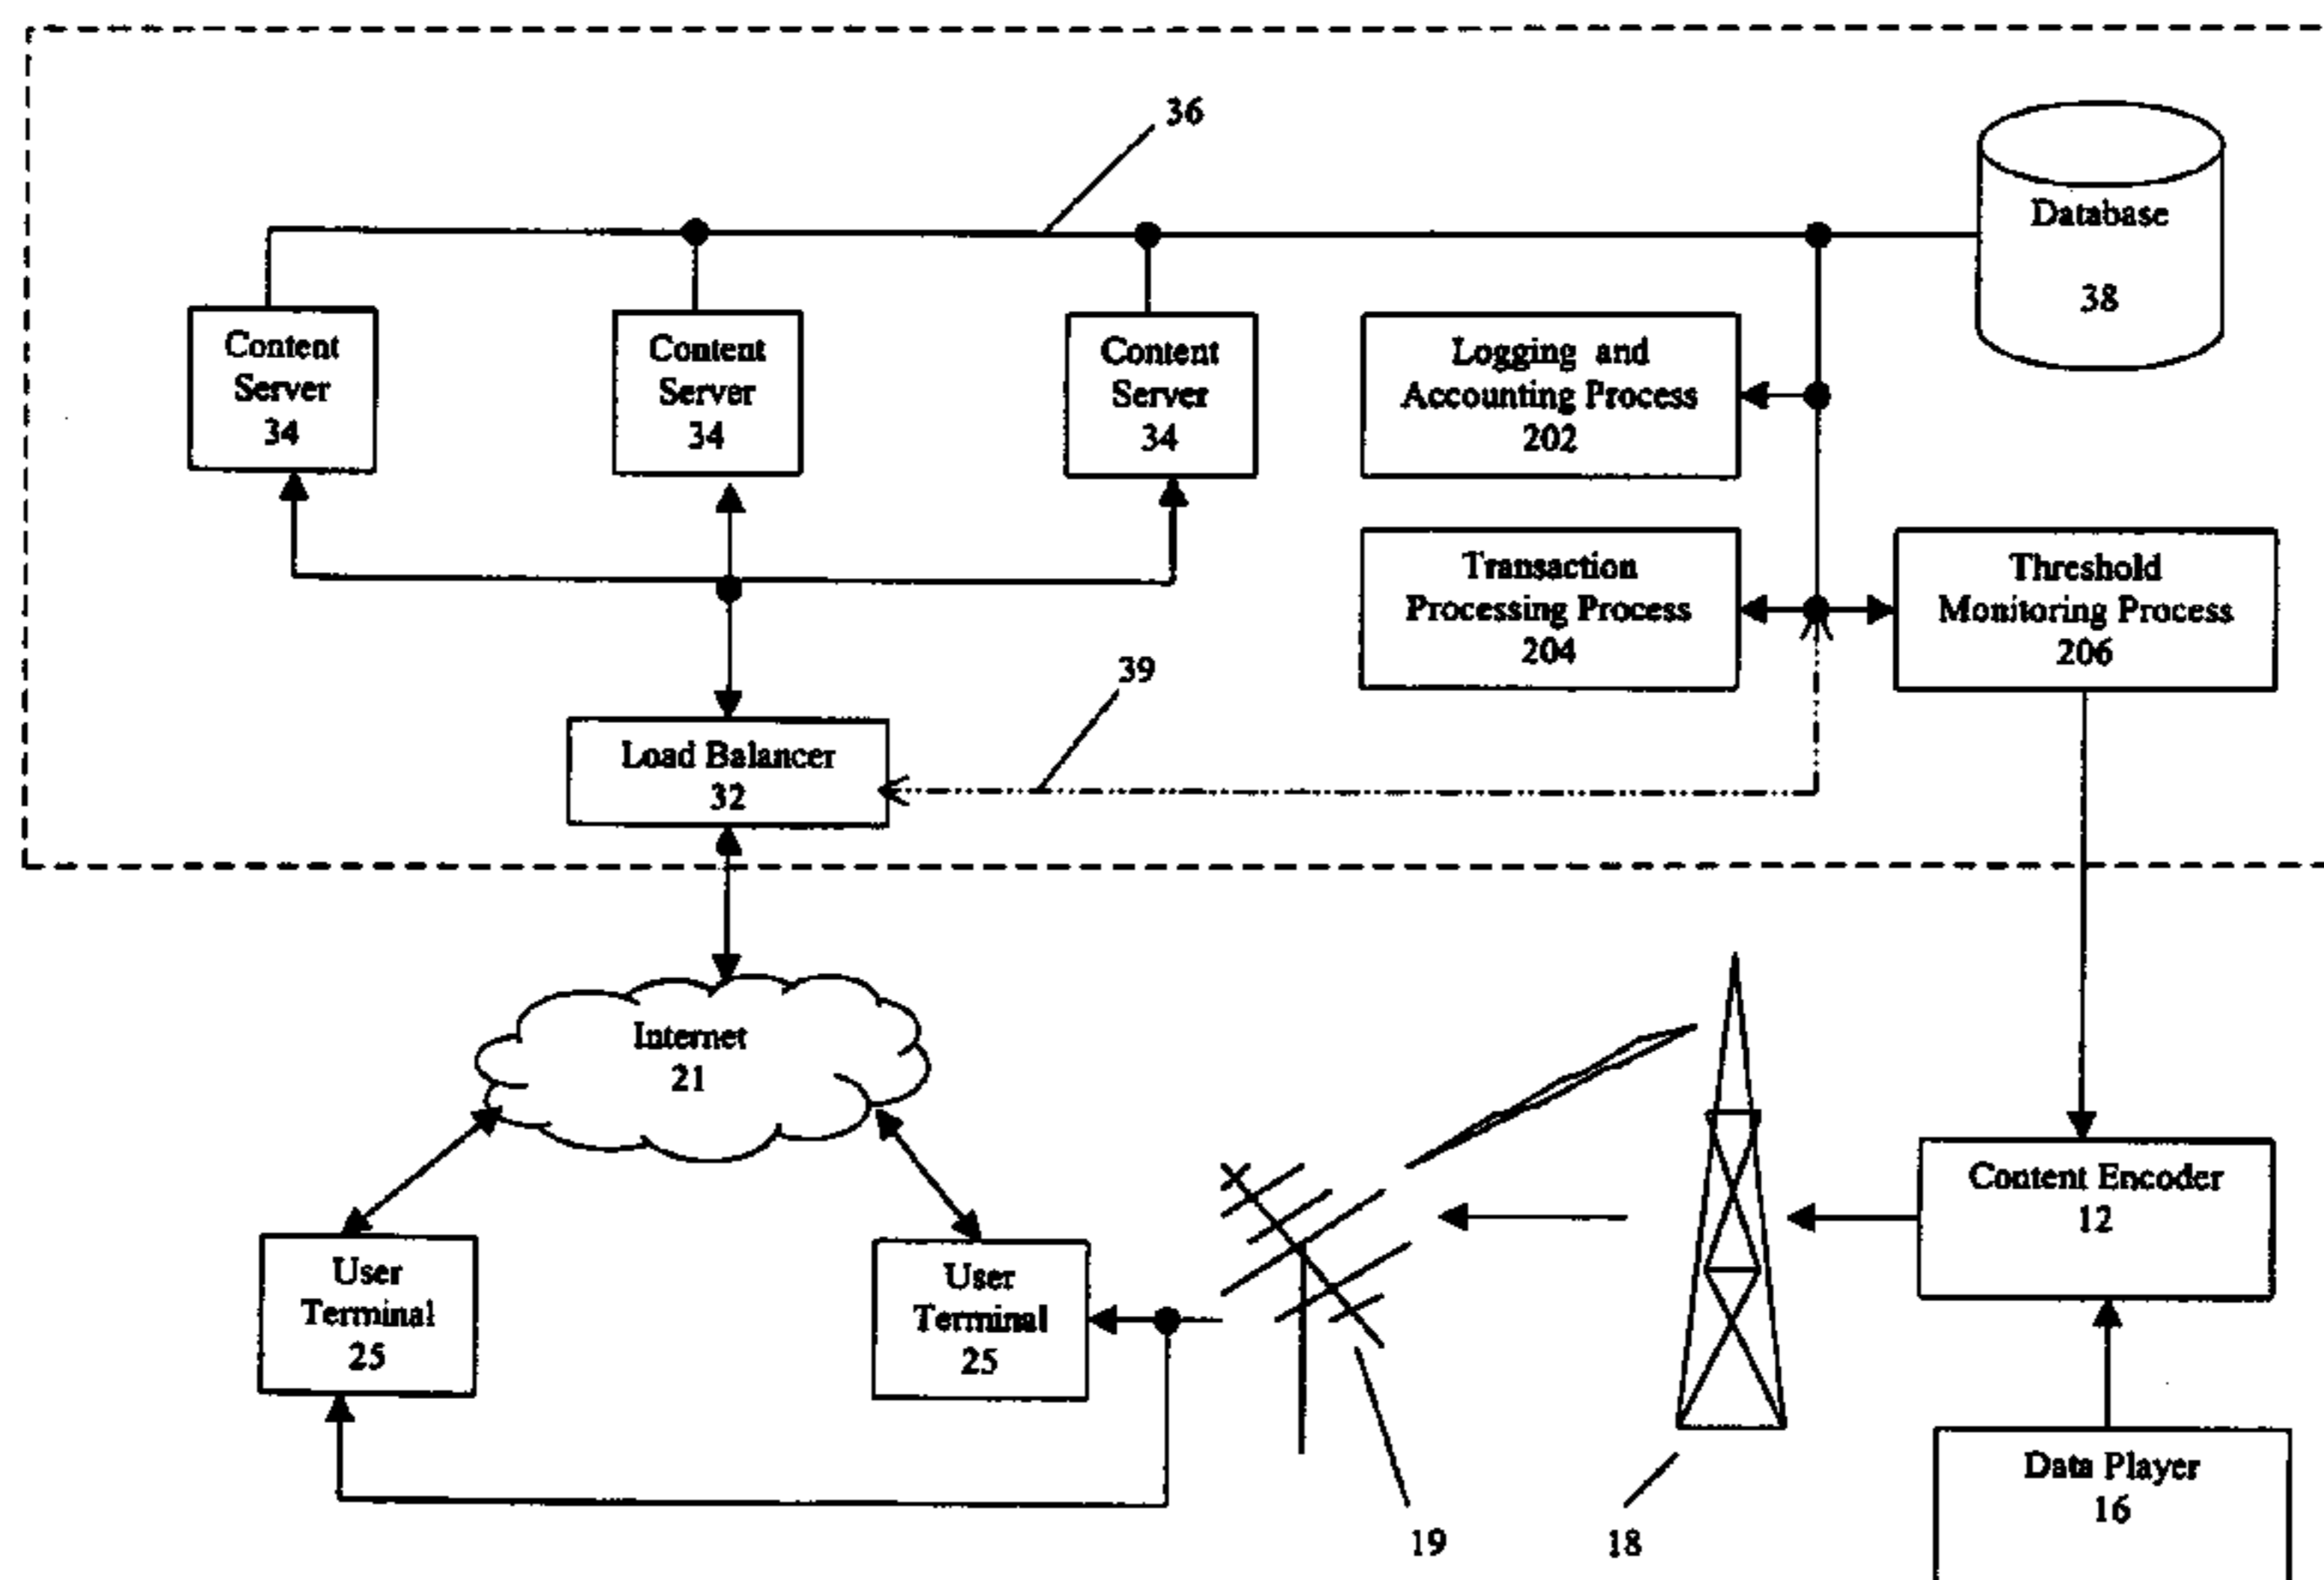 36
Database
38
Content
Server
34
Content
Server
34
Content
Server
34
Logging and
Accounting Process
202
Transaction
Processing Process
204
Threshold
Monitoring Process
206
39
Load Balancer
32
Internet
21
Content Encoder
12
User
Terminal
25
User
Terminal
25
Data Player
16
19
18